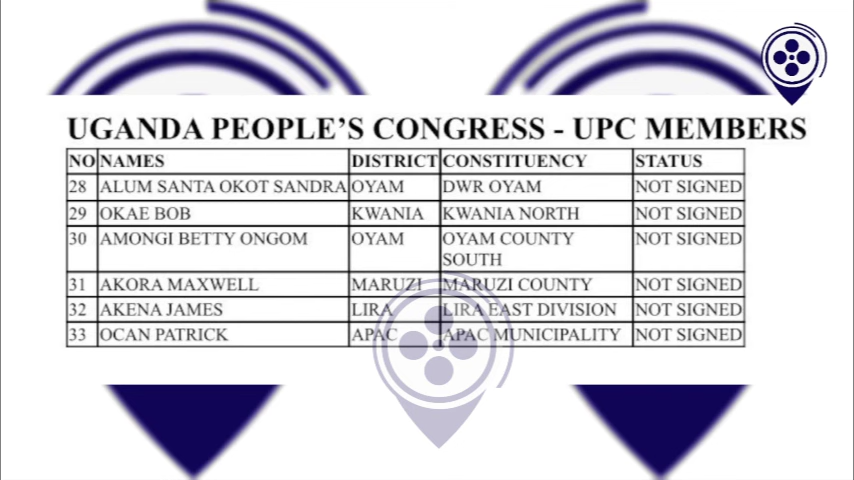 UGANDA PEOPLE'S CONGRESS - UPC MEMBERS
NO NAMES DISTRICT CONSTITUENCY STATUS
28 ALUM SANTA OKOT SANDRA OYAM DWR OYAM NOT SIGNED
29 OKAE BOB KWANIA KWANIA NORTH NOT SIGNED
30 AMONGI BETTY ONGOM OYAM OYAM COUNTY NOT SIGNED
SOUTH
31 AKORA MAXWELL MARUZI MARUZI COUNTY NOT SIGNED
32 AKENA JAMES LIRA LIRA EAST DIVISION NOT SIGNED
33 OCAN PATRICK APAC APAC MUNICIPALITY NOT SIGNED